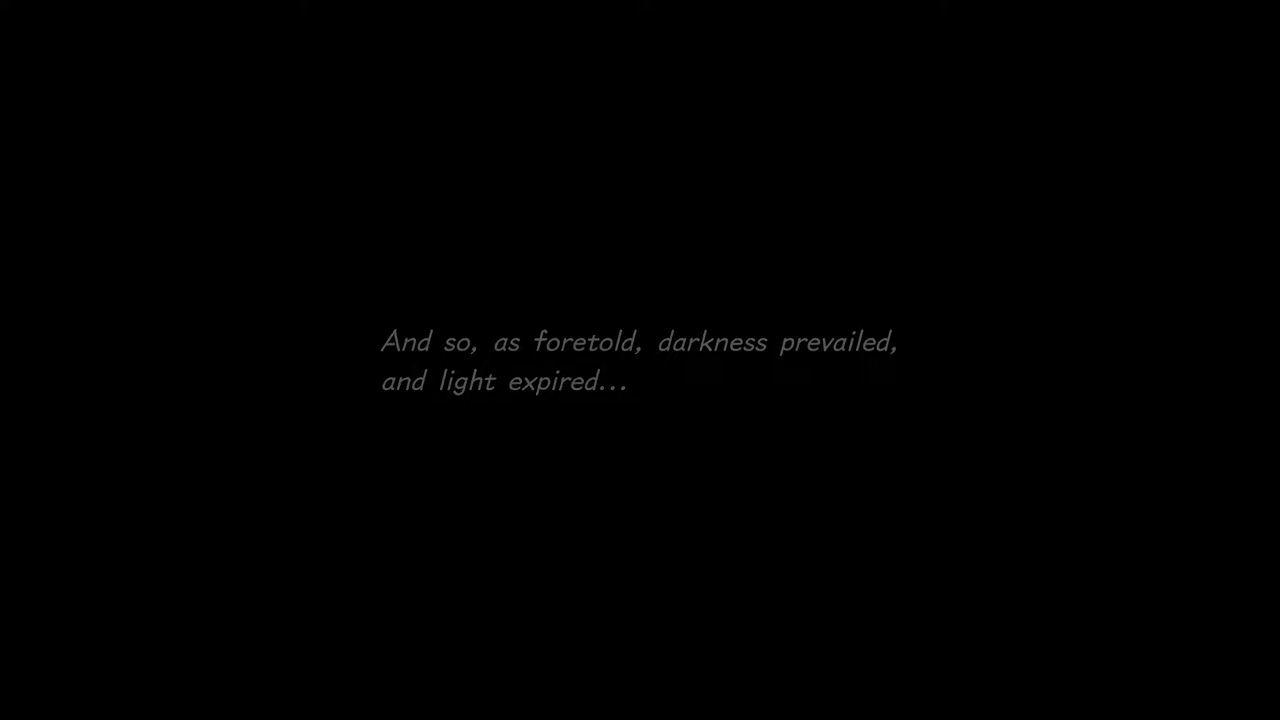 And so, as foretold, darkness prevailed,
and light expired...